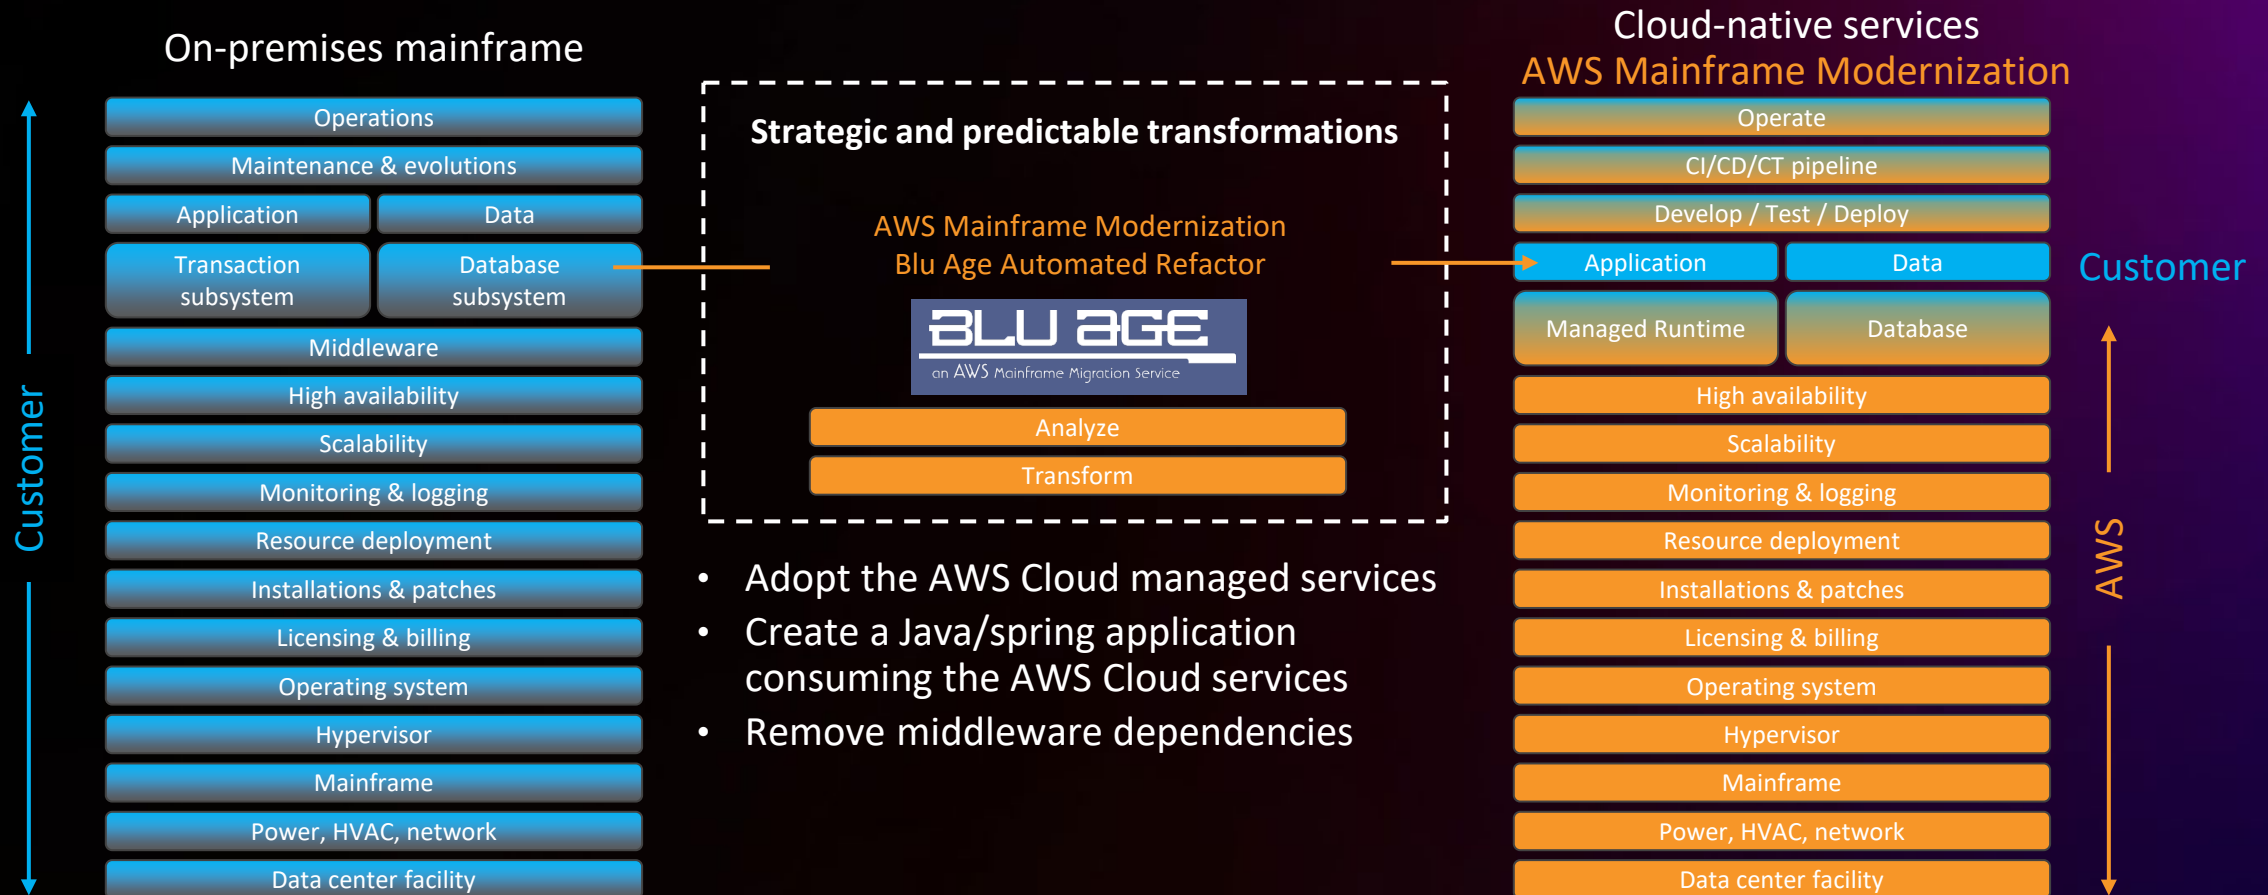 On-premises mainframe
Customer
Operations
Maintenance & evolutions
Application
Data
Transaction
subsystem
Database
subsystem
Middleware
High availability
Scalability
Monitoring & logging
Resource deployment
Installations & patches
Licensing & billing
Operating system
Hypervisor
Mainframe
Power, HVAC, network
Data center facility
Strategic and predictable transformations
AWS Mainframe Modernization
Blu Age Automated Refactor
BLU AGE
an AWS Mainframe Migration Service
Analyze
Transform
• Adopt the AWS Cloud managed services
• Create a Java/spring application
consuming the AWS Cloud services
• Remove middleware dependencies
Cloud-native services
AWS Mainframe Modernization
Operate
CI/CD/CT pipeline
Develop / Test / Deploy
Application
Data
Managed Runtime
Database
High availability
Scalability
Monitoring & logging
Resource deployment
Installations & patches
Licensing & billing
Operating system
Hypervisor
Mainframe
Power, HVAC, network
Data center facility
Customer
AWS